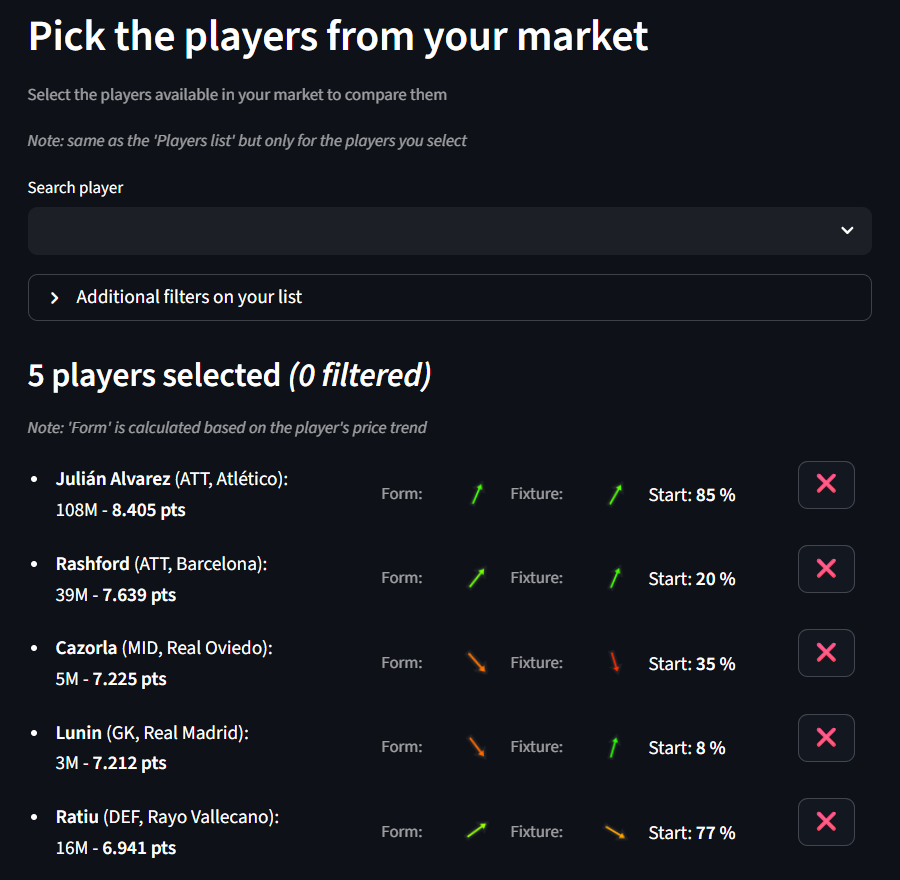 Pick the players from your market
Select the players available in your market to compare them
Note: same as the 'Players list' but only for the players you select
Search player
Additional filters on your list
5 players selected (0 filtered)
Note: 'Form' is calculated based on the player's price trend
Julián Alvarez (ATT, Atlético):
108M - 8.405 pts
Form: Fixture: Start: 85 %
Rashford (ATT, Barcelona):
39M - 7.639 pts
Form: Fixture: Start: 20 %
Cazorla (MID, Real Oviedo):
5M - 7.225 pts
Form: Fixture: Start: 35 %
Lunin (GK, Real Madrid):
3M - 7.212 pts
Form: Fixture: Start: 8 %
Ratiu (DEF, Rayo Vallecano):
16M - 6.941 pts
Form: Fixture: Start: 77 %